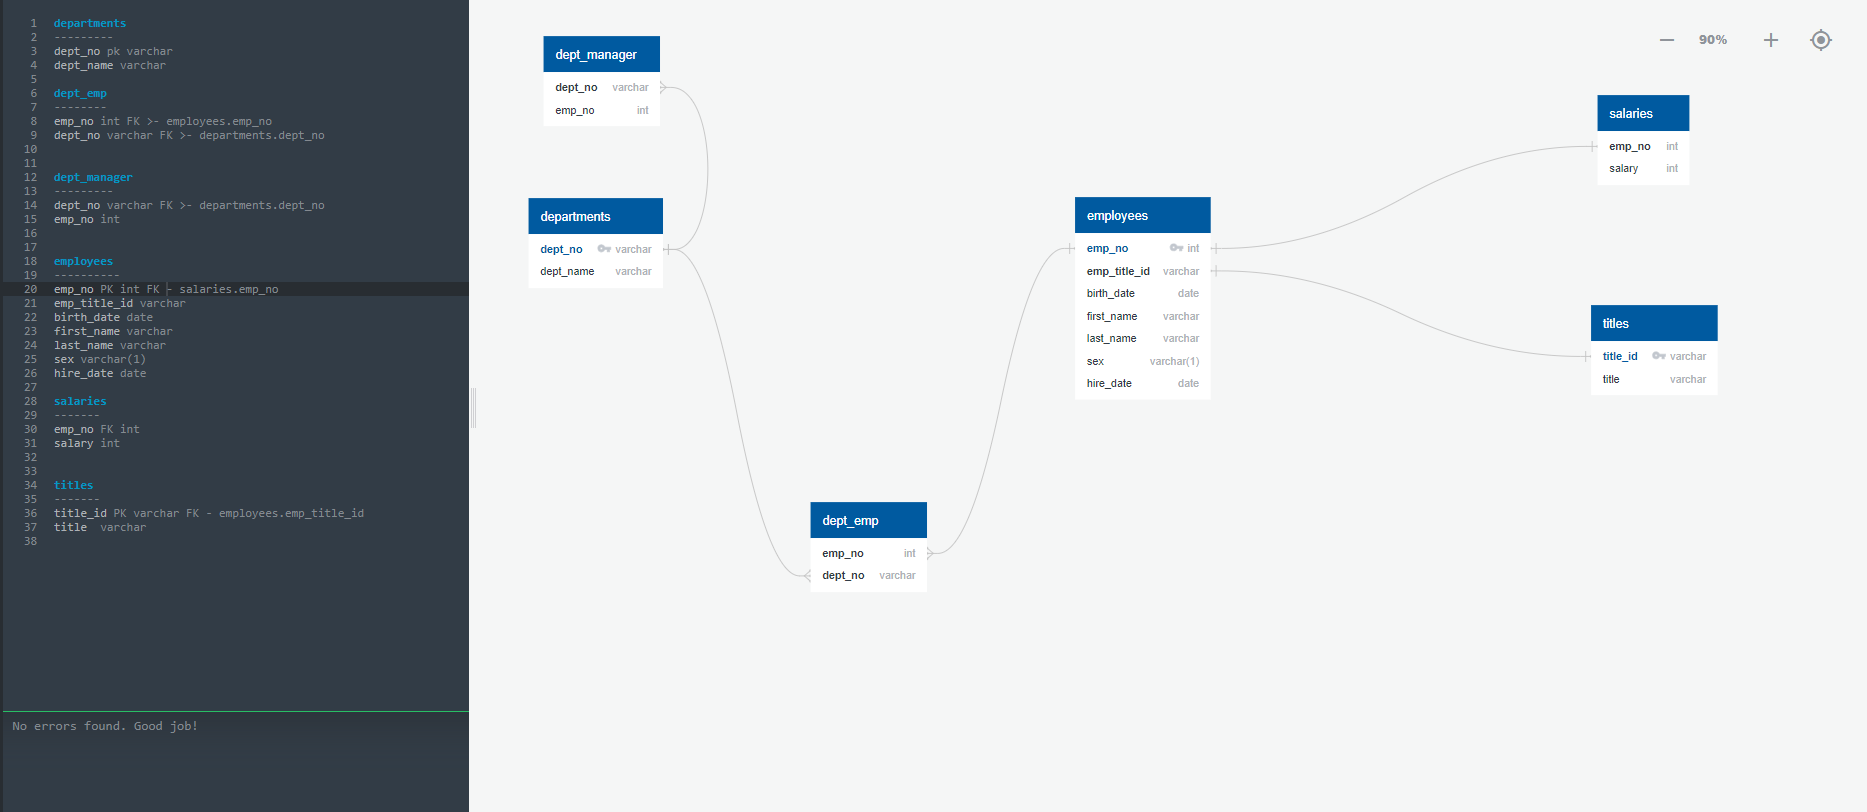 1 departments
2 ---------
3 dept_no pk varchar
4 dept_name varchar
5
6 dept_emp
7 --------
8 emp_no int FK >- employees.emp_no
9 dept_no varchar FK >- departments.dept_no
10
11
12 dept_manager
13 ---------
14 dept_no varchar FK >- departments.dept_no
15 emp_no int
16
17
18 employees
19 ----------
20 emp_no PK int FK - salaries.emp_no
21 emp_title_id varchar
22 birth_date date
23 first_name varchar
24 last_name varchar
25 sex varchar(1)
26 hire_date date
27
28 salaries
29 -------
30 emp_no FK int
31 salary int
32
33
34 titles
35 -------
36 title_id PK varchar FK - employees.emp_title_id
37 title  varchar
38
No errors found. Good job!
90%
dept_manager
dept_no varchar
emp_no int
departments
dept_no varchar
dept_name varchar
dept_emp
emp_no int
dept_no varchar
employees
emp_no int
emp_title_id varchar
birth_date date
first_name varchar
last_name varchar
sex varchar(1)
hire_date date
salaries
emp_no int
salary int
titles
title_id varchar
title varchar